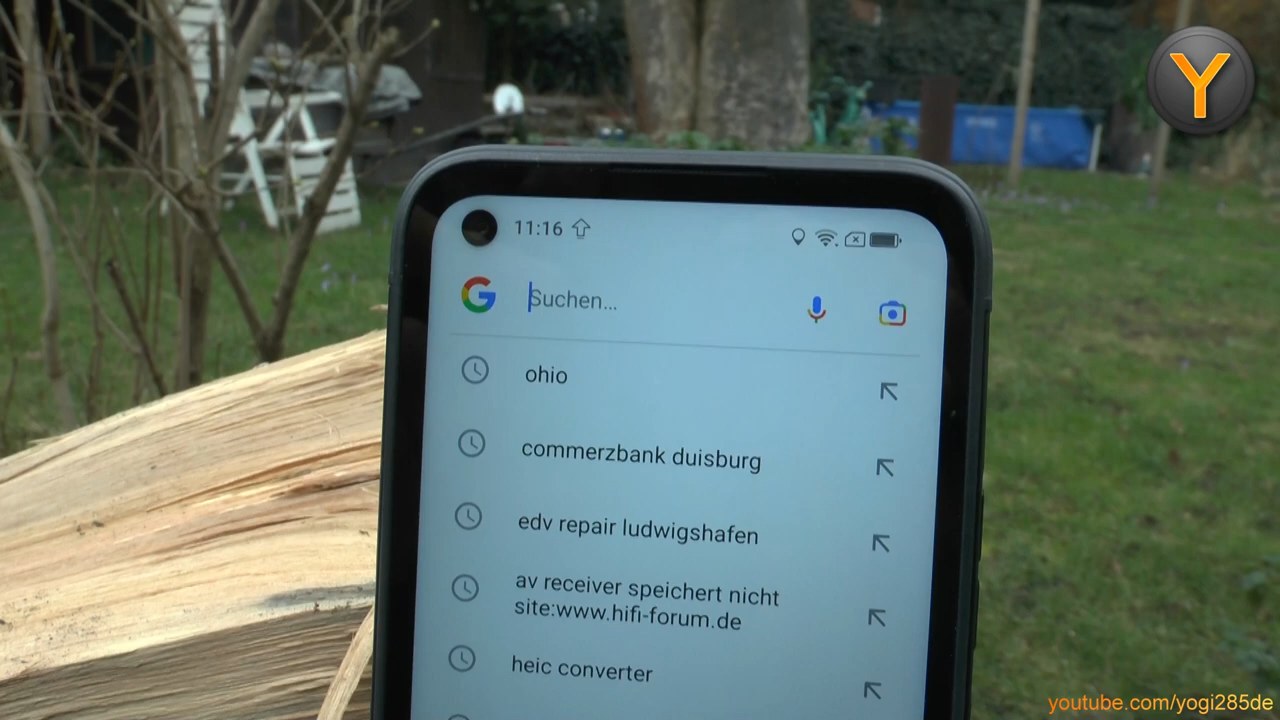 Y
11:16
G
Suchen...
ohio
commerzbank duisburg
edv repair ludwigshafen
av receiver speichert nicht
site:www.hifi-forum.de
heic converter
youtube.com/yogi285de